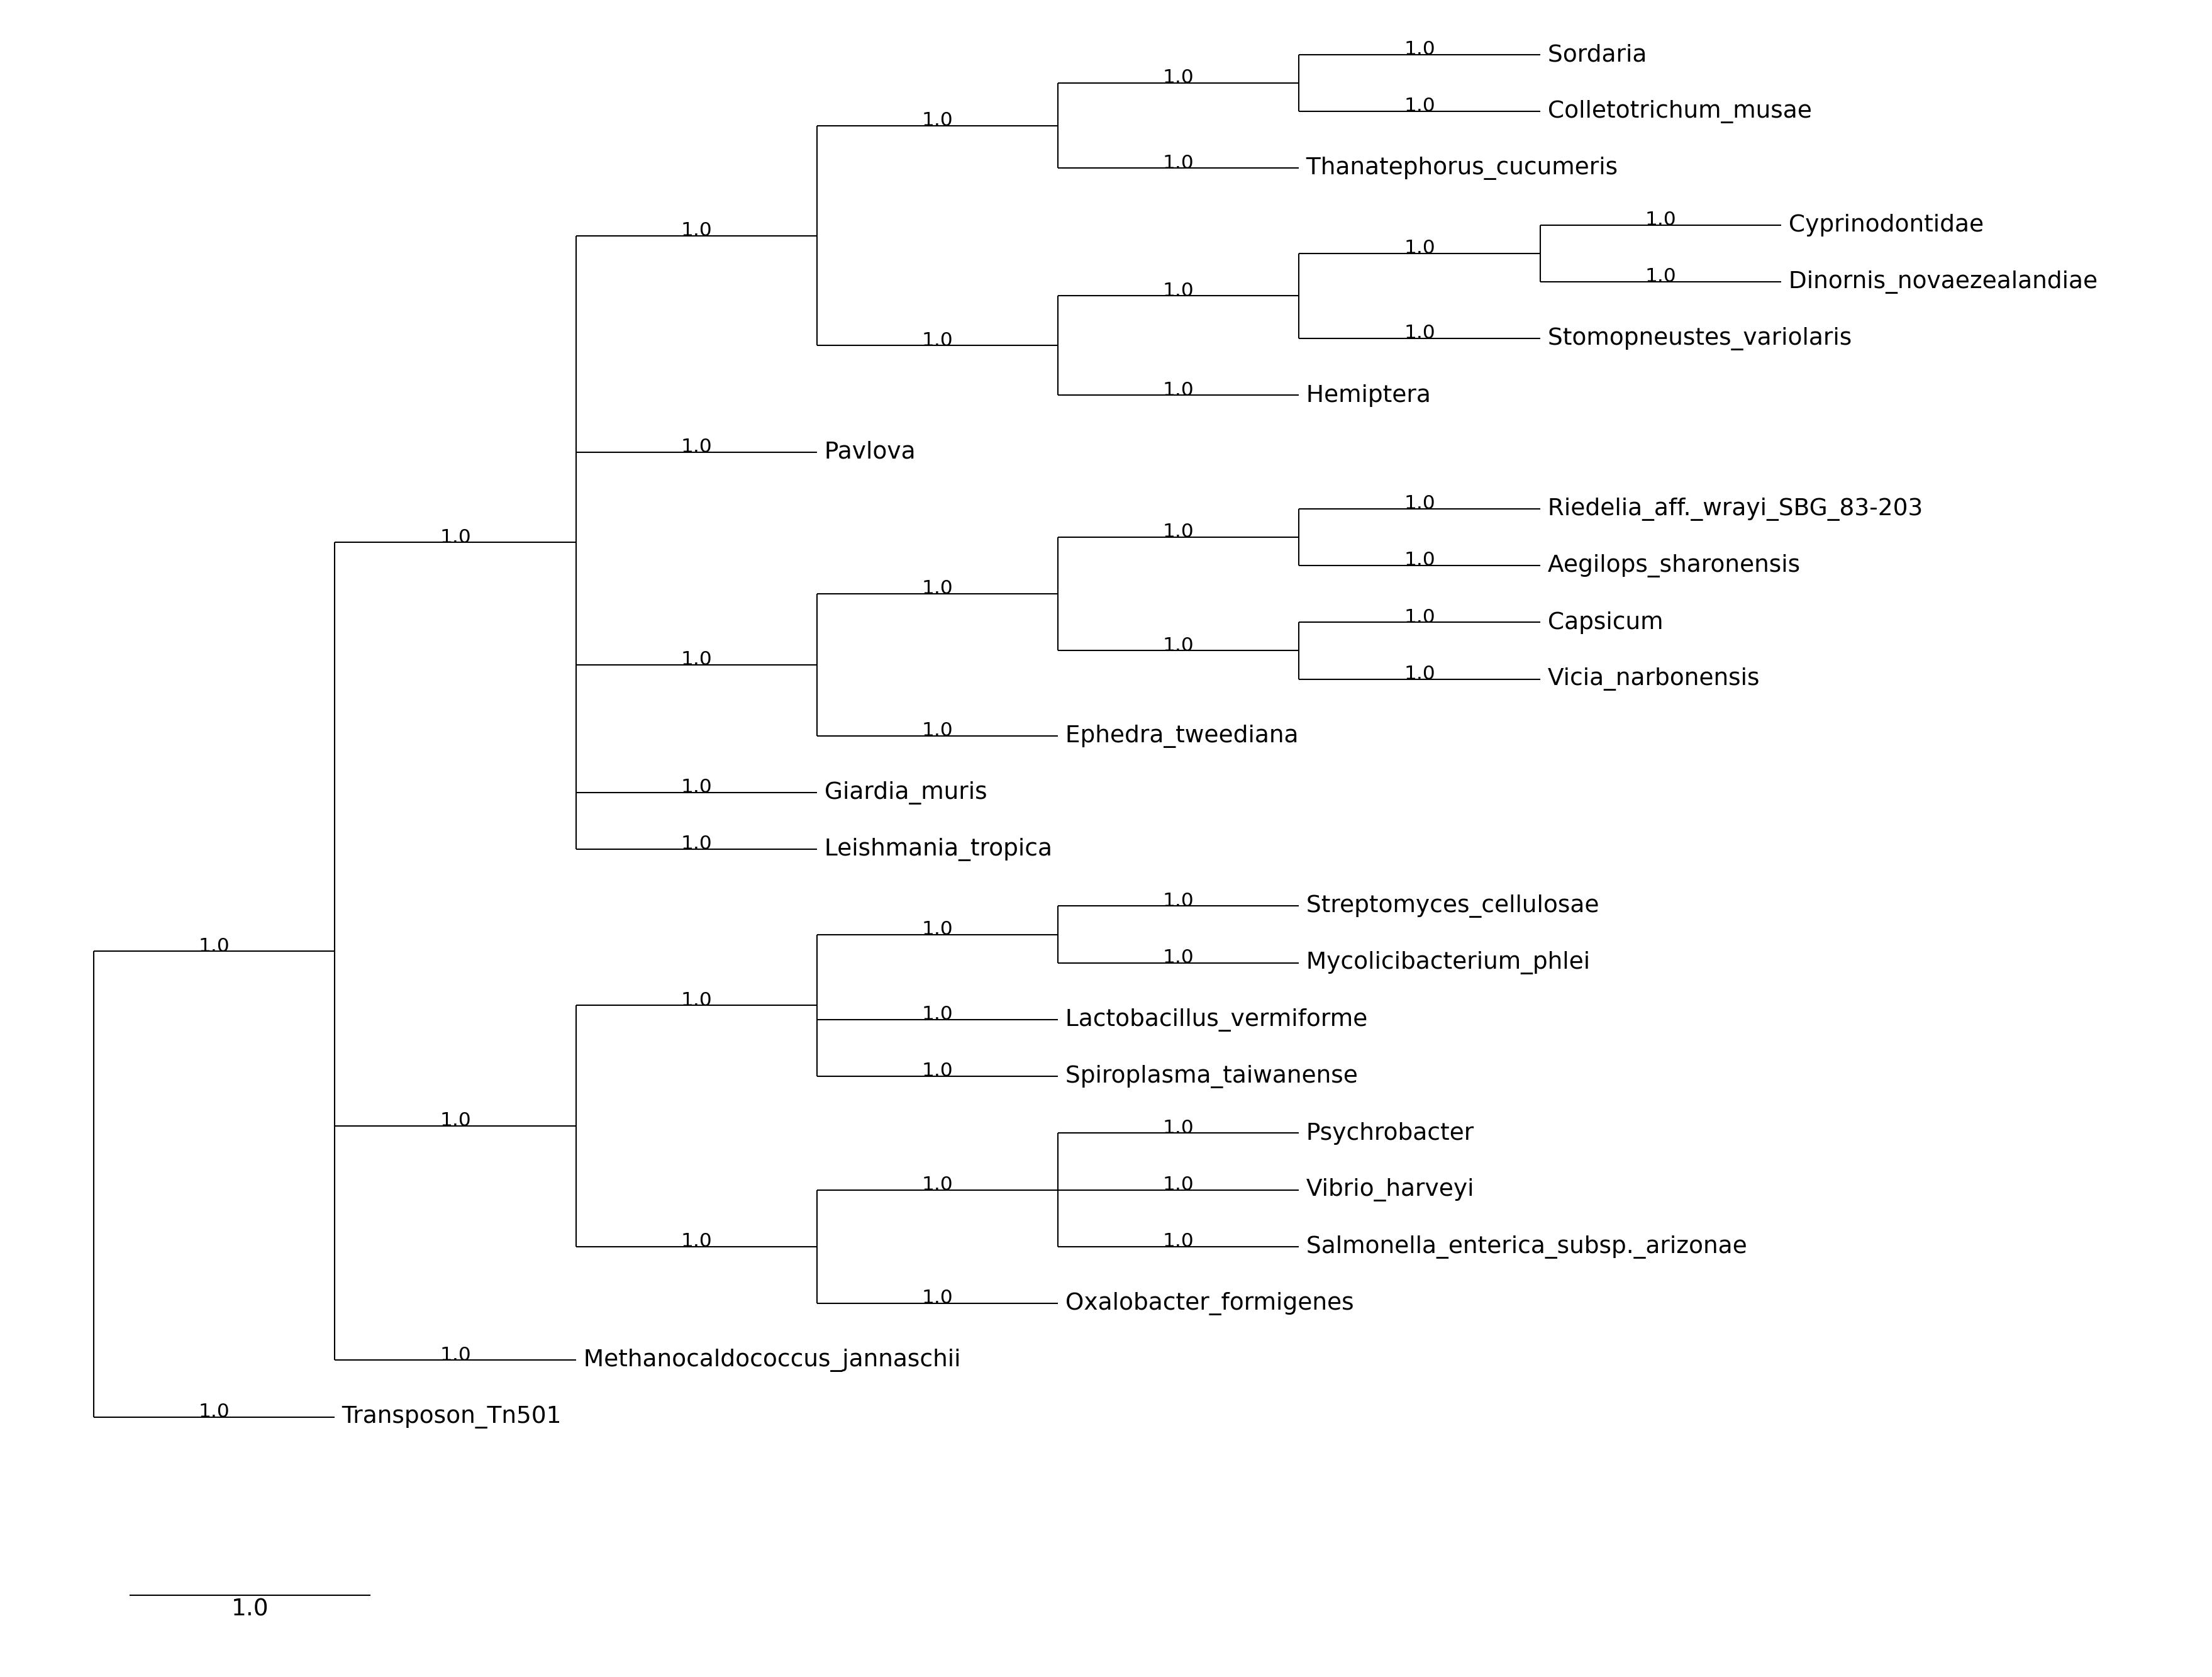 1.0 Sordaria
1.0
1.0 Colletotrichum_musae
1.0
1.0 Thanatephorus_cucumeris
1.0 Cyprinodontidae
1.0
1.0
1.0 Dinornis_novaezealandiae
1.0
1.0 Stomopneustes_variolaris
1.0
1.0 Hemiptera
1.0 Pavlova
1.0 Riedelia_aff._wrayi_SBG_83-203
1.0
1.0
1.0 Aegilops_sharonensis
1.0
1.0 Capsicum
1.0
1.0
1.0 Vicia_narbonensis
1.0 Ephedra_tweediana
1.0 Giardia_muris
1.0 Leishmania_tropica
1.0 Streptomyces_cellulosae
1.0
1.0
1.0 Mycolicibacterium_phlei
1.0
1.0 Lactobacillus_vermiforme
1.0 Spiroplasma_taiwanense
1.0
1.0 Psychrobacter
1.0
1.0 Vibrio_harveyi
1.0
1.0 Salmonella_enterica_subsp._arizonae
1.0 Oxalobacter_formigenes
1.0 Methanocaldococcus_jannaschii
1.0 Transposon_Tn501
1.0